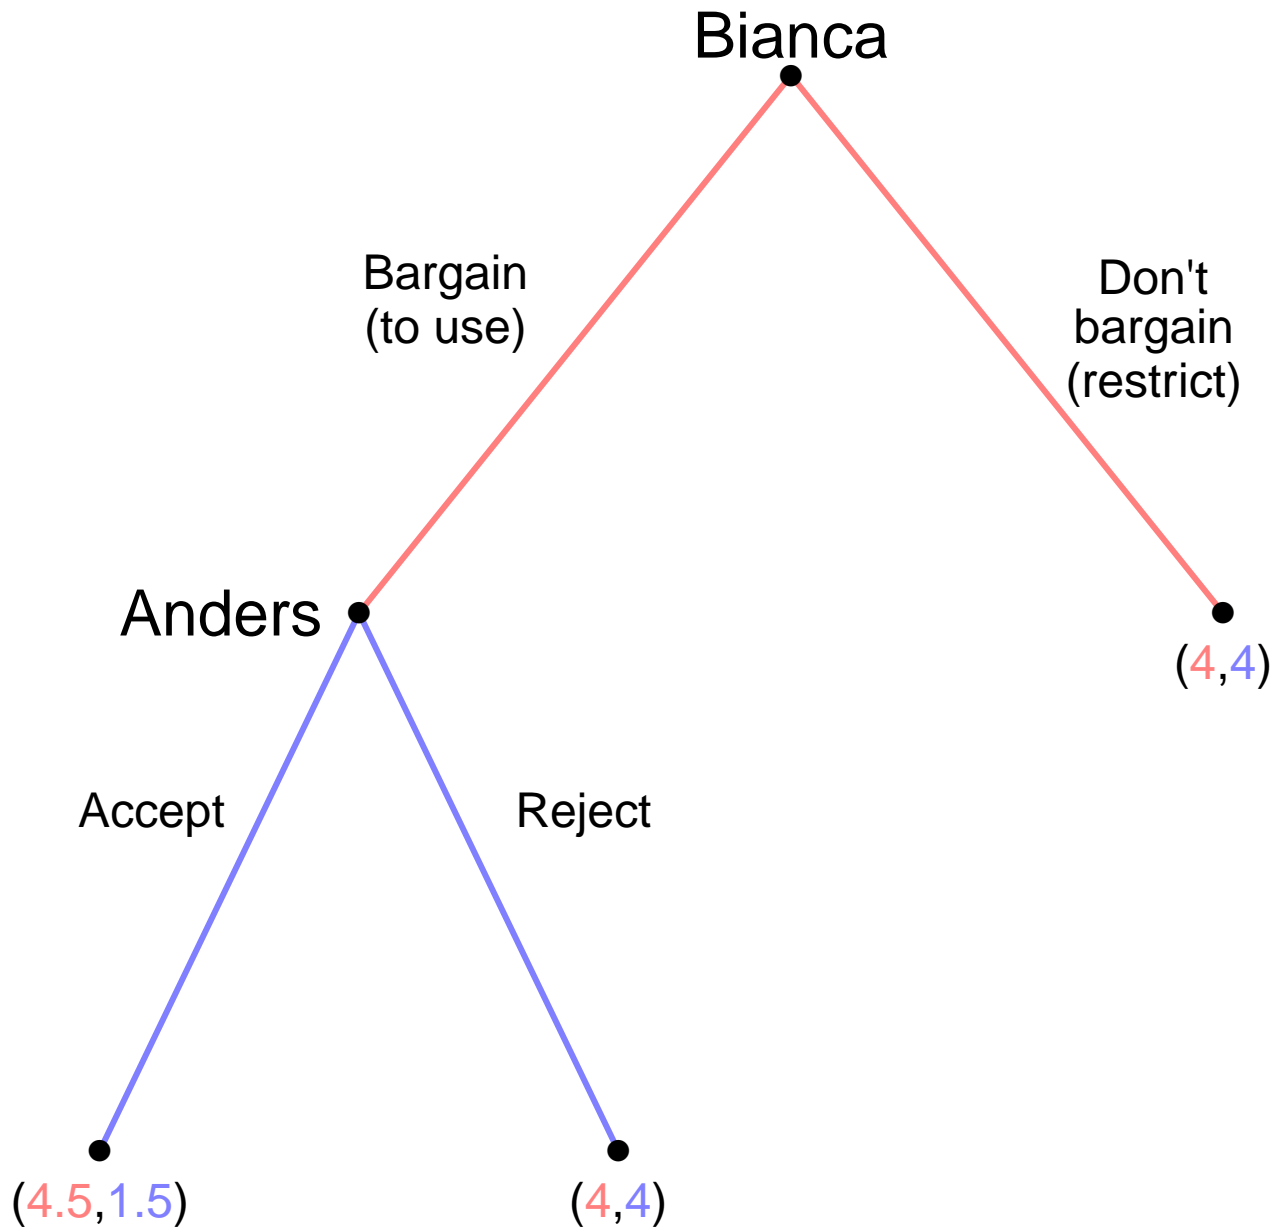 Bianca
Bargain
(to use)
Don't
bargain
(restrict)
Anders
(4,4)
Accept
Reject
(4.5,1.5)
(4,4)